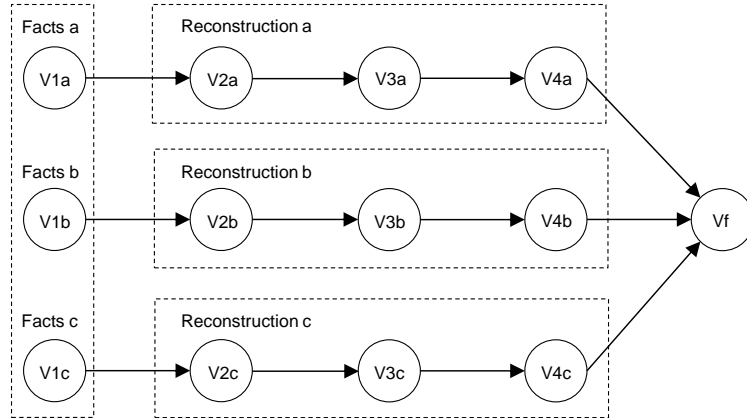 Facts a
Reconstruction a
V1a
V2a
V3a
V4a
Facts b
Reconstruction b
V1b
V2b
V3b
V4b
Vf
Facts c
Reconstruction c
V1c
V2c
V3c
V4c